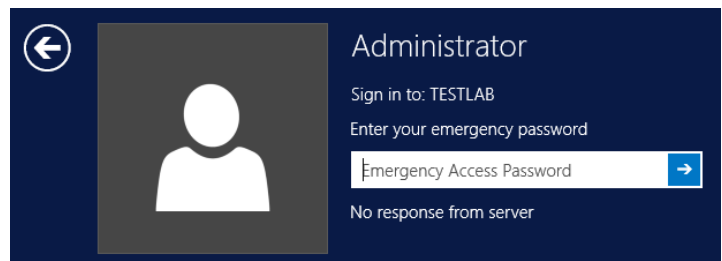 Administrator
Sign in to: TESTLAB
Enter your emergency password
Emergency Access Password
No response from server